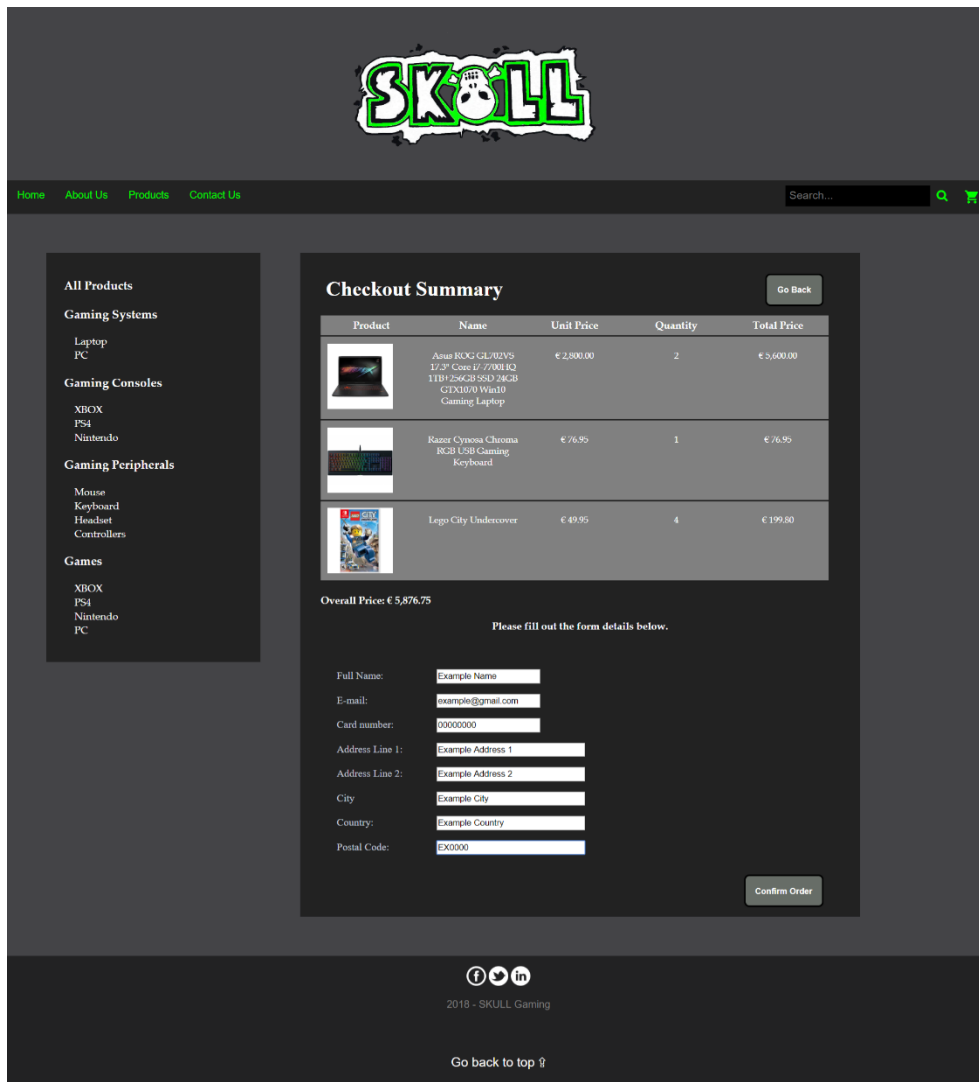 SKULL
Home About Us Products Contact Us Search...
All Products
Gaming Systems
Laptop
PC
Gaming Consoles
XBOX
PS4
Nintendo
Gaming Peripherals
Mouse
Keyboard
Headset
Controllers
Games
XBOX
PS4
Nintendo
PC
Checkout Summary
Go Back
Product Name Unit Price Quantity Total Price
Asus ROG GL702VS € 2,800.00 2 € 5,600.00
17.3" Core i7-7700HQ
1TB+256GB SSD 24GB
GTX1070 Win10
Gaming Laptop
Razer Cynosa Chroma € 76.95 1 € 76.95
RGB USB Gaming
Keyboard
Lego City Undercover € 49.95 4 € 199.80
Overall Price: € 5,876.75
Please fill out the form details below.
Full Name: Example Name
E-mail: example@gmail.com
Card number: 00000000
Address Line 1: Example Address 1
Address Line 2: Example Address 2
City Example City
Country: Example Country
Postal Code: EX0000
Confirm Order
2018 - SKULL Gaming
Go back to top ⇮